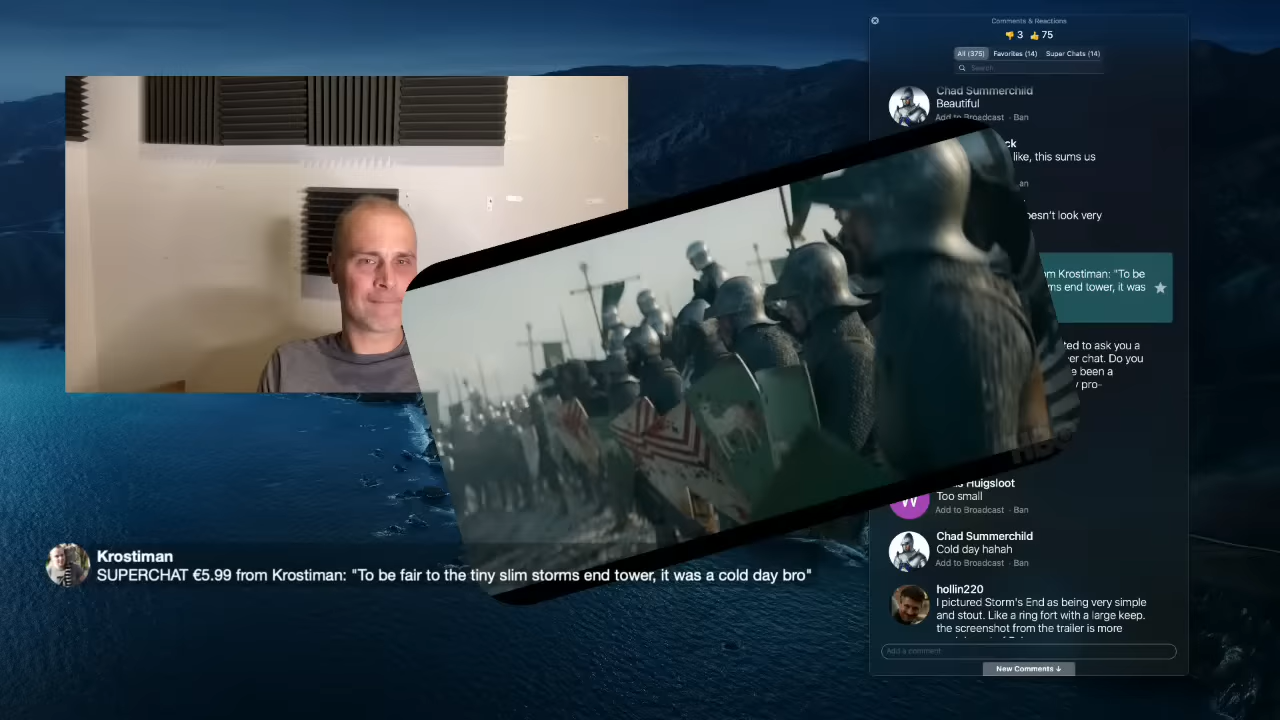 Comments & Reactions
👎 3 👍 75
All (375) Favorites (14) Super Chats (14)
Search
Chad Summerchild
Beautiful
Add to Broadcast · Ban
ck
like, this sums us
an
oesn't look very
om Krostiman: "To be
ms end tower, it was
ted to ask you a
er chat. Do you
e been a
y pro-
HBO
W
s Huigsloot
Too small
Add to Broadcast · Ban
Chad Summerchild
Cold day hahah
Add to Broadcast · Ban
hollin220
I pictured Storm's End as being very simple
and stout. Like a ring fort with a large keep.
the screenshot from the trailer is more
Add a comment
New Comments ↓
Krostiman
SUPERCHAT €5.99 from Krostiman: "To be fair to the tiny slim storms end tower, it was a cold day bro"